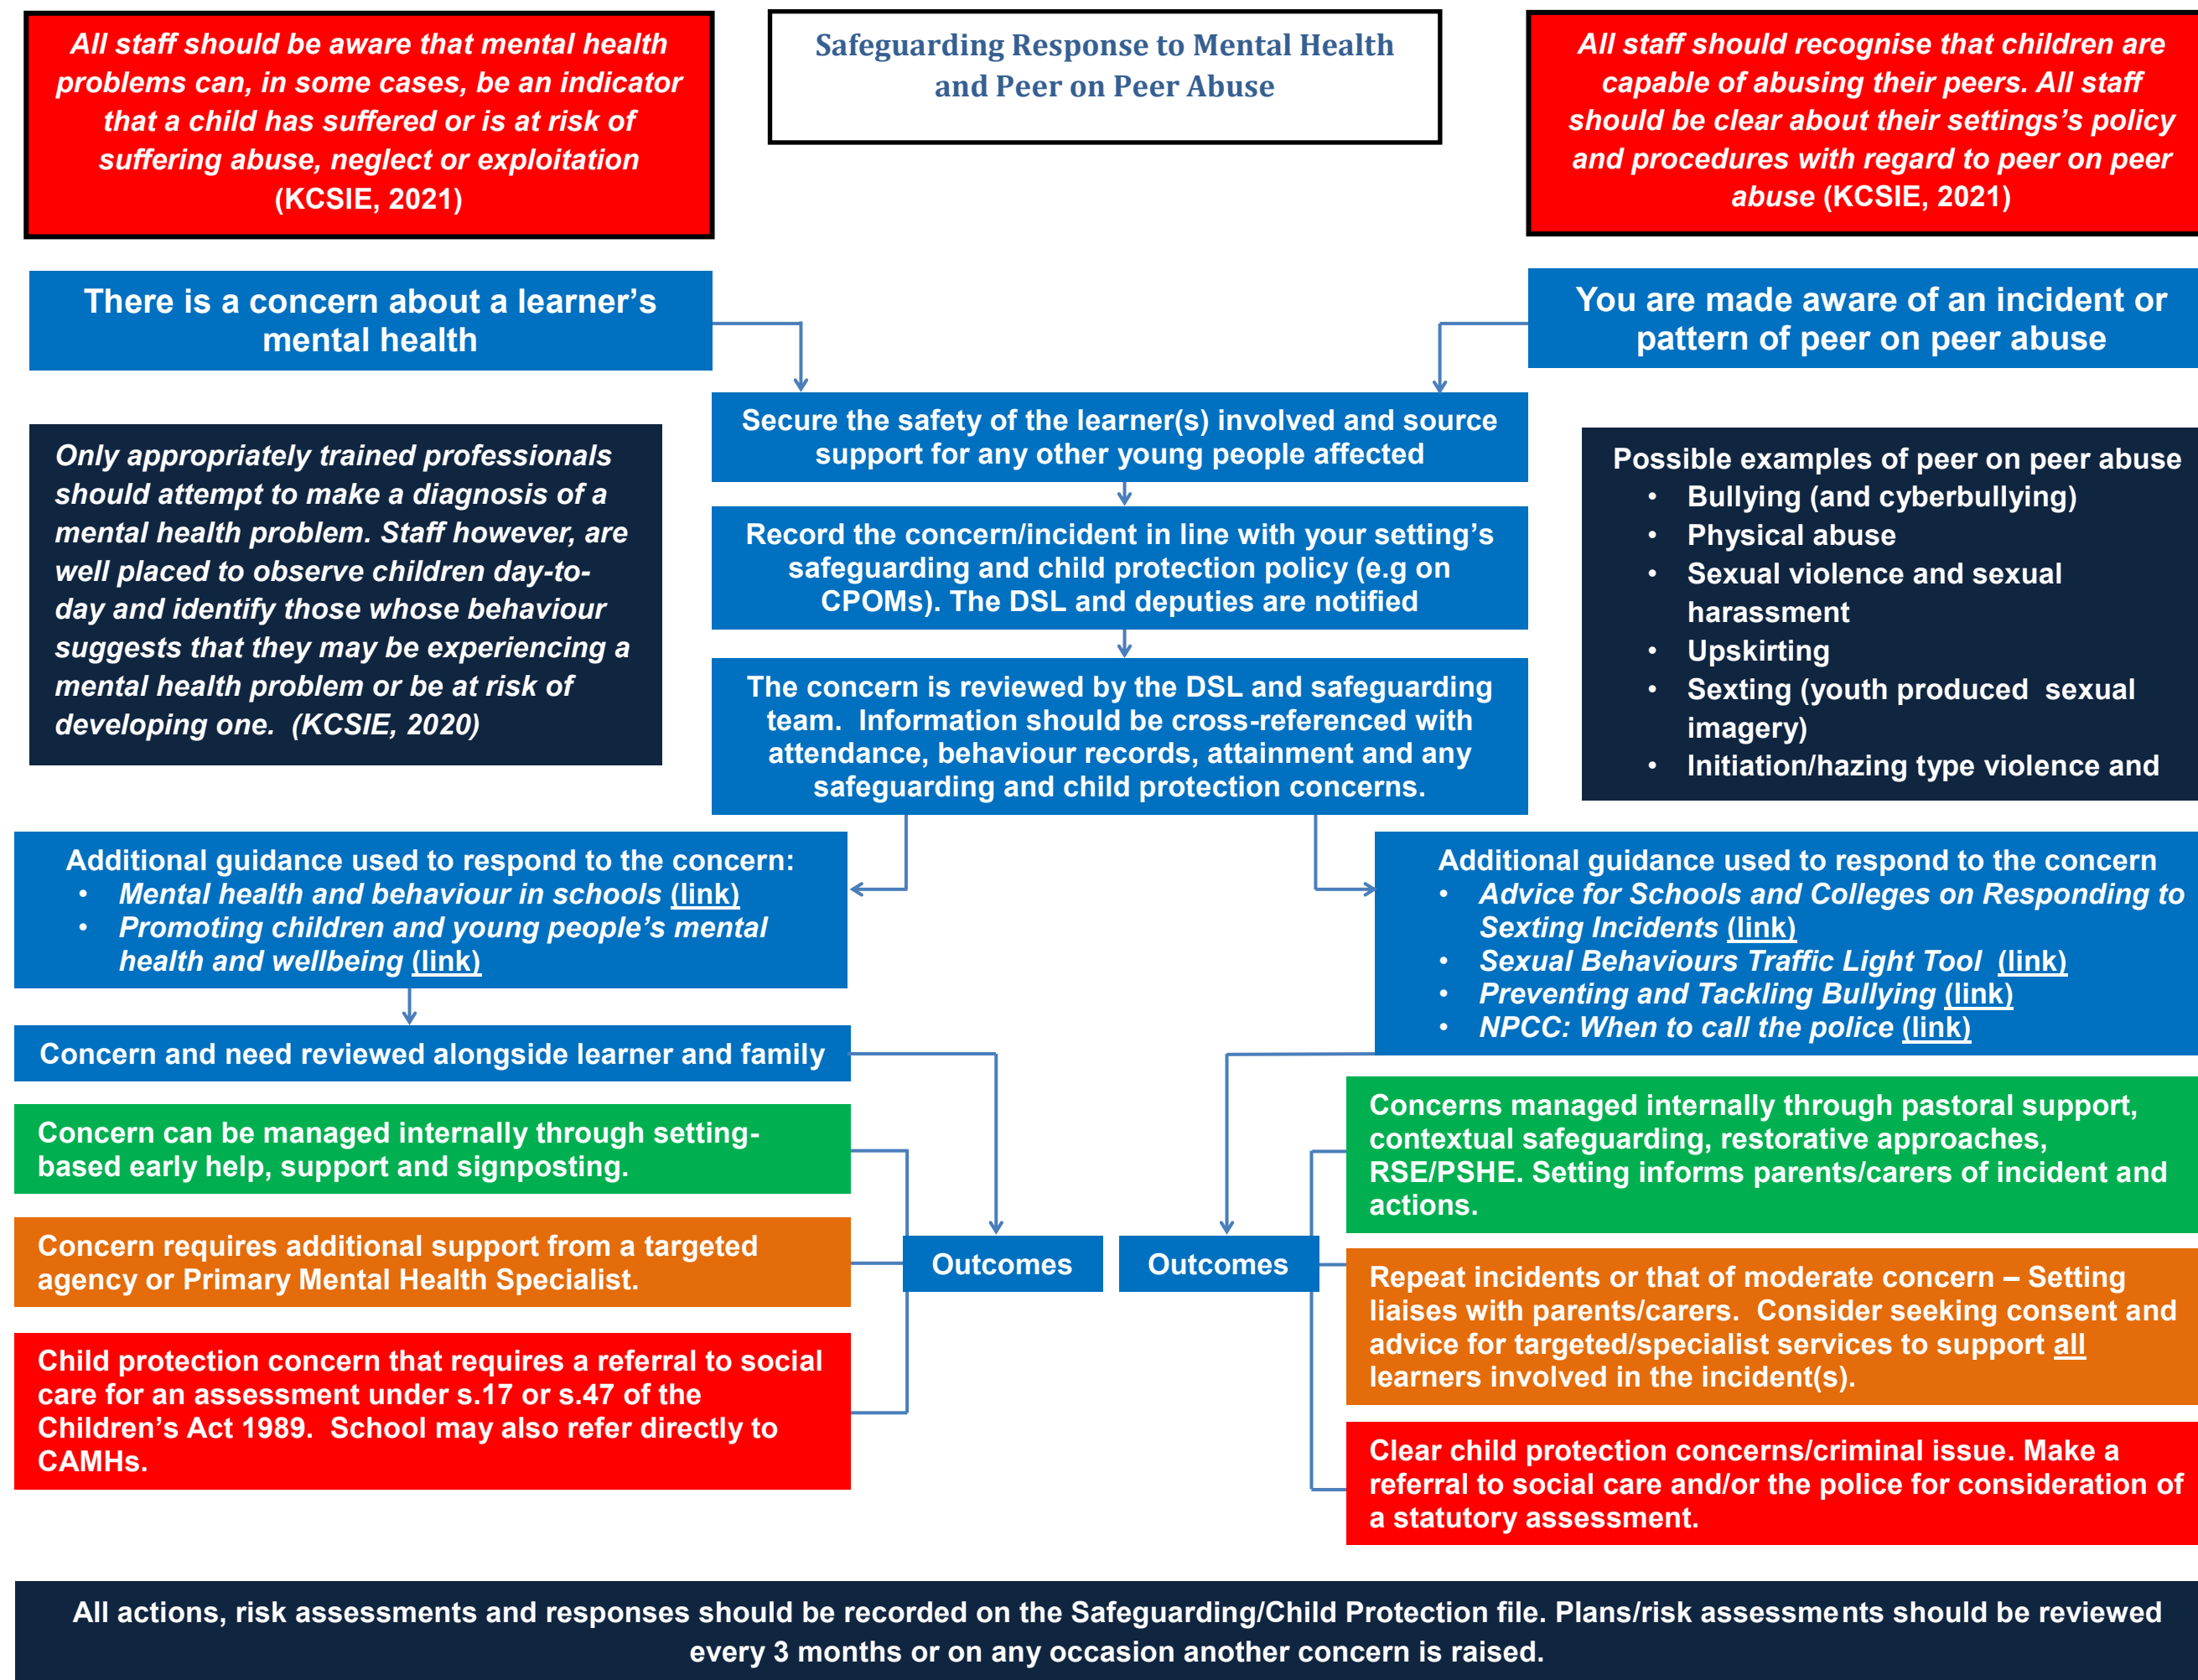 All staff should be aware that mental health
problems can, in some cases, be an indicator
that a child has suffered or is at risk of
suffering abuse, neglect or exploitation
(KCSIE, 2021)
Safeguarding Response to Mental Health
and Peer on Peer Abuse
All staff should recognise that children are
capable of abusing their peers. All staff
should be clear about their settings's policy
and procedures with regard to peer on peer
abuse (KCSIE, 2021)
There is a concern about a learner’s
mental health
You are made aware of an incident or
pattern of peer on peer abuse
Secure the safety of the learner(s) involved and source
support for any other young people affected
Only appropriately trained professionals
should attempt to make a diagnosis of a
mental health problem. Staff however, are
well placed to observe children day-to-
day and identify those whose behaviour
suggests that they may be experiencing a
mental health problem or be at risk of
developing one.  (KCSIE, 2020)
Record the concern/incident in line with your setting’s
safeguarding and child protection policy (e.g on
CPOMs). The DSL and deputies are notified
The concern is reviewed by the DSL and safeguarding
team.  Information should be cross-referenced with
attendance, behaviour records, attainment and any
safeguarding and child protection concerns.
Possible examples of peer on peer abuse
• Bullying (and cyberbullying)
• Physical abuse
• Sexual violence and sexual
harassment
• Upskirting
• Sexting (youth produced  sexual
imagery)
• Initiation/hazing type violence and
Additional guidance used to respond to the concern:
• Mental health and behaviour in schools (link)
• Promoting children and young people’s mental
health and wellbeing (link)
Additional guidance used to respond to the concern
• Advice for Schools and Colleges on Responding to
Sexting Incidents (link)
• Sexual Behaviours Traffic Light Tool  (link)
• Preventing and Tackling Bullying (link)
• NPCC: When to call the police (link)
Concern and need reviewed alongside learner and family
Concern can be managed internally through setting-
based early help, support and signposting.
Concern requires additional support from a targeted
agency or Primary Mental Health Specialist.
Child protection concern that requires a referral to social
care for an assessment under s.17 or s.47 of the
Children’s Act 1989.  School may also refer directly to
CAMHs.
Outcomes
Outcomes
Concerns managed internally through pastoral support,
contextual safeguarding, restorative approaches,
RSE/PSHE. Setting informs parents/carers of incident and
actions.
Repeat incidents or that of moderate concern – Setting
liaises with parents/carers.  Consider seeking consent and
advice for targeted/specialist services to support all
learners involved in the incident(s).
Clear child protection concerns/criminal issue. Make a
referral to social care and/or the police for consideration of
a statutory assessment.
All actions, risk assessments and responses should be recorded on the Safeguarding/Child Protection file. Plans/risk assessments should be reviewed
every 3 months or on any occasion another concern is raised.